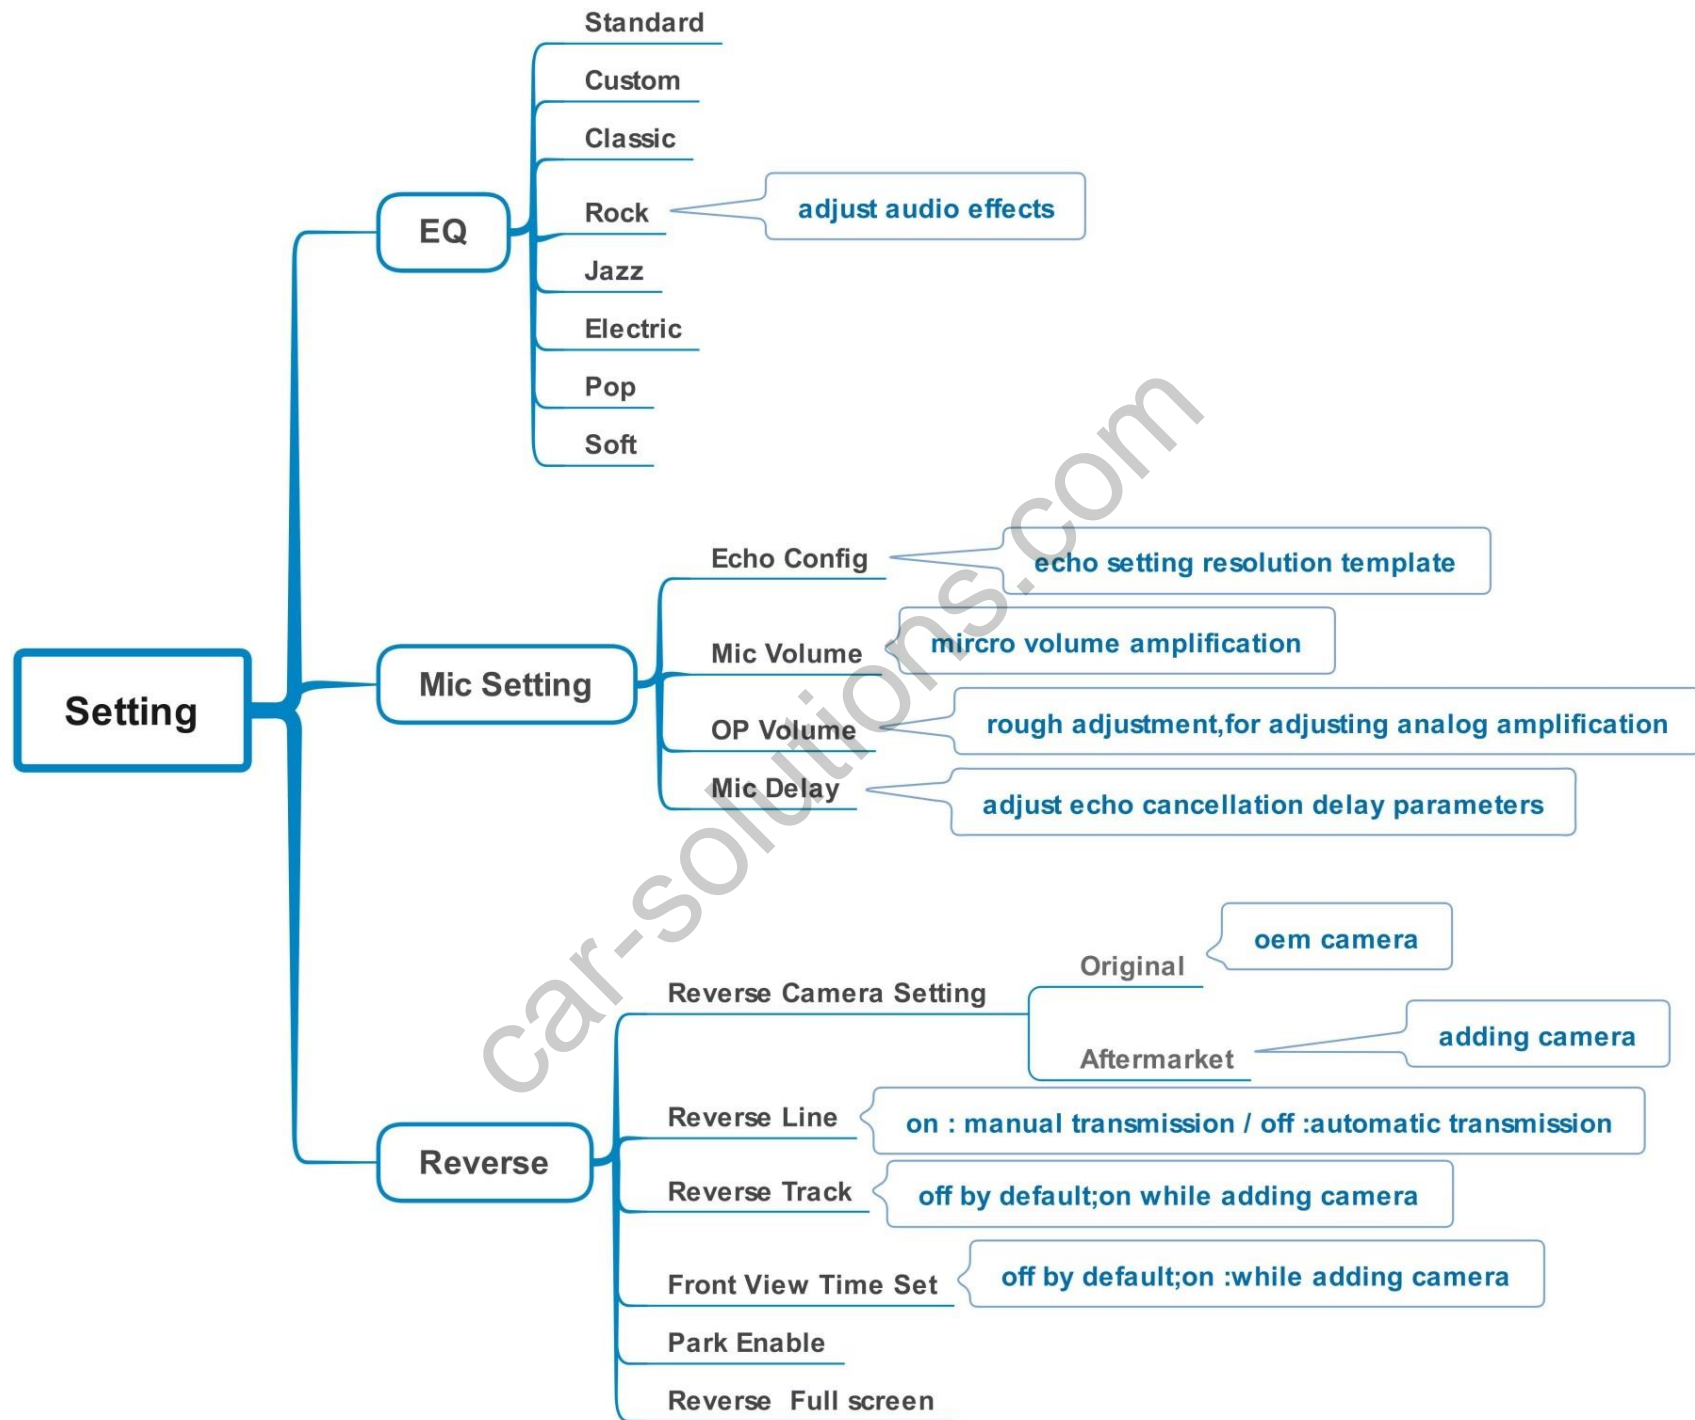 Setting
EQ
Standard
Custom
Classic
Rock
adjust audio effects
Jazz
Electric
Pop
Soft
Mic Setting
Echo Config
echo setting resolution template
Mic Volume
mircro volume amplification
OP Volume
rough adjustment,for adjusting analog amplification
Mic Delay
adjust echo cancellation delay parameters
Reverse
Reverse Camera Setting
Original
oem camera
Aftermarket
adding camera
Reverse Line
on : manual transmission / off :automatic transmission
Reverse Track
off by default;on while adding camera
Front View Time Set
off by default;on :while adding camera
Park Enable
Reverse Full screen
car-solutions.com